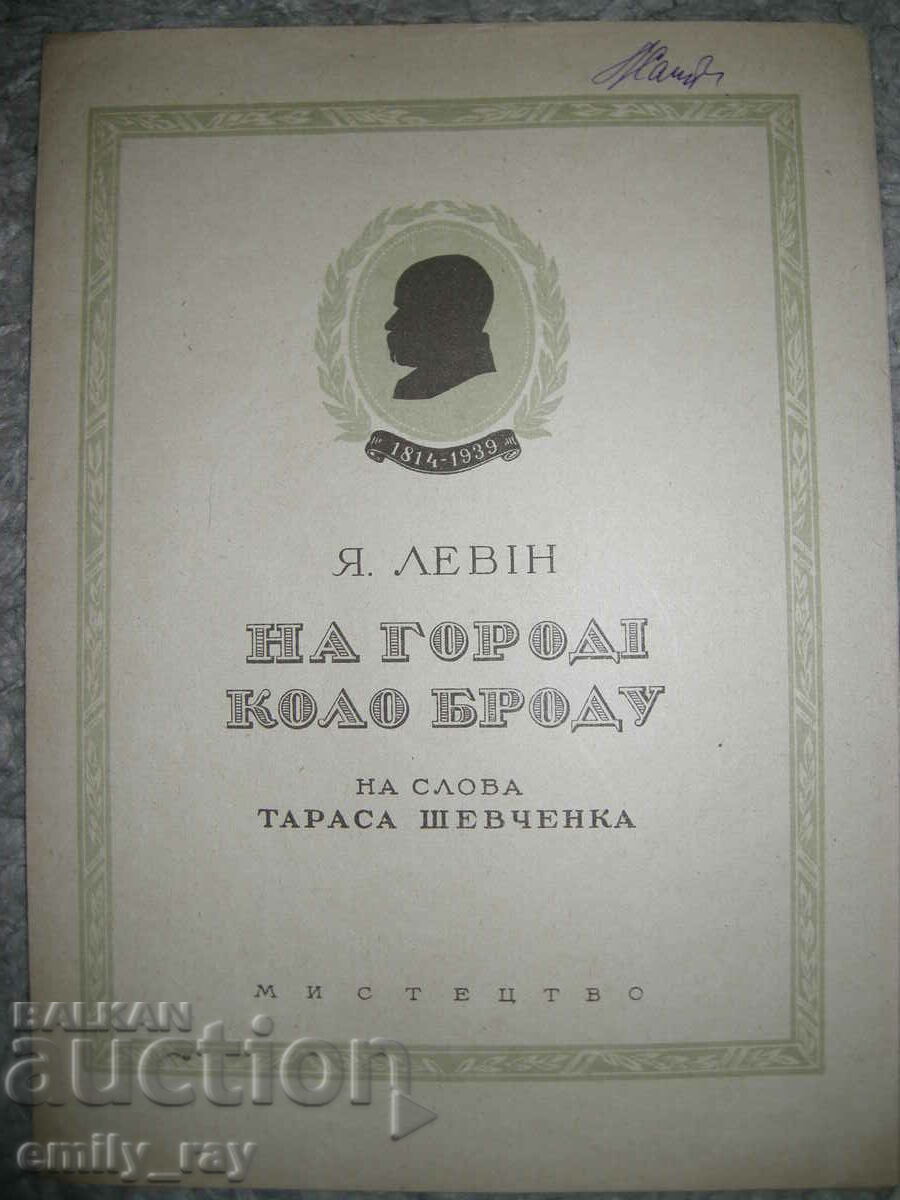 1814-1939
Я. ЛЕВІН
НА ГОРОДІ
КОЛО БРОДУ
НА СЛОВА
ТАРАСА ШЕВЧЕНКА
МИСТЕЦТВО
BALKAN
auction
emily_ray